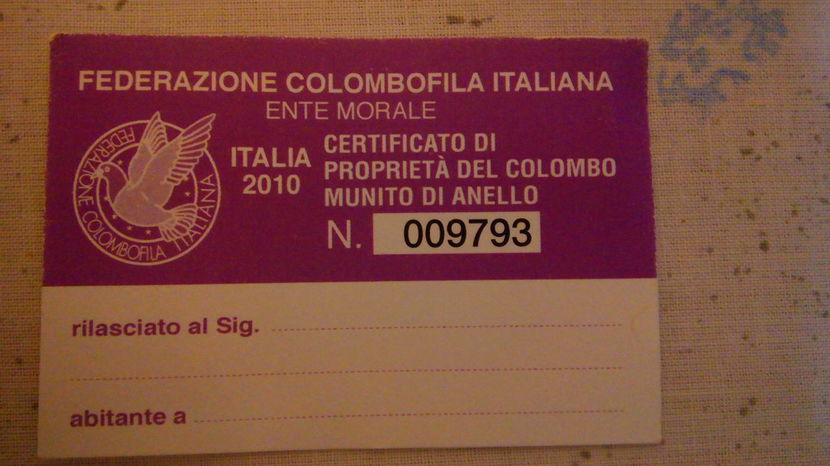 FEDERAZIONE COLOMBOFILA ITALIANA
ENTE MORALE
FEDERAZIONE COLOMBOFILA ITALIANA
ITALIA
2010
CERTIFICATO DI
PROPRIETÀ DEL COLOMBO
MUNITO DI ANELLO
N. 009793
rilasciato al Sig.
abitante a